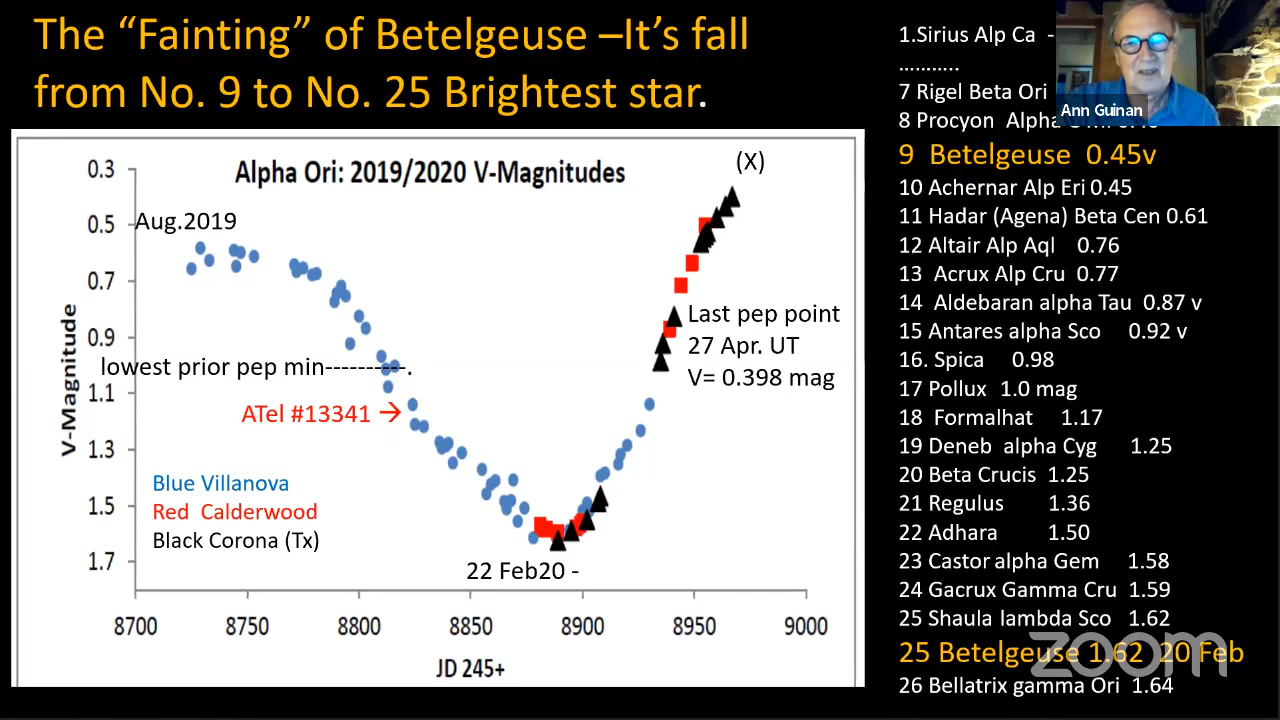 The “Fainting” of Betelgeuse –It’s fall
from No. 9 to No. 25 Brightest star.
Alpha Ori: 2019/2020 V-Magnitudes
(X)
Aug.2019
0.3
0.5
0.7
0.9
1.1
1.3
1.5
1.7
V-Magnitude
lowest prior pep min---------.
ATel #13341 →
Last pep point
27 Apr. UT
V= 0.398 mag
Blue Villanova
Red Calderwood
Black Corona (Tx)
22 Feb20 -
8700 8750 8800 8850 8900 8950 9000
JD 245+
1.Sirius Alp Ca -
...........
7 Rigel Beta Ori
8 Procyon Alpha
9 Betelgeuse 0.45v
10 Achernar Alp Eri 0.45
11 Hadar (Agena) Beta Cen 0.61
12 Altair Alp Aql 0.76
13 Acrux Alp Cru 0.77
14 Aldebaran alpha Tau 0.87 v
15 Antares alpha Sco 0.92 v
16. Spica 0.98
17 Pollux 1.0 mag
18 Formalhat 1.17
19 Deneb alpha Cyg 1.25
20 Beta Crucis 1.25
21 Regulus 1.36
22 Adhara 1.50
23 Castor alpha Gem 1.58
24 Gacrux Gamma Cru 1.59
25 Shaula lambda Sco 1.62
25 Betelgeuse 1.62 20 Feb
26 Bellatrix gamma Ori 1.64
Ann Guinan
zoom